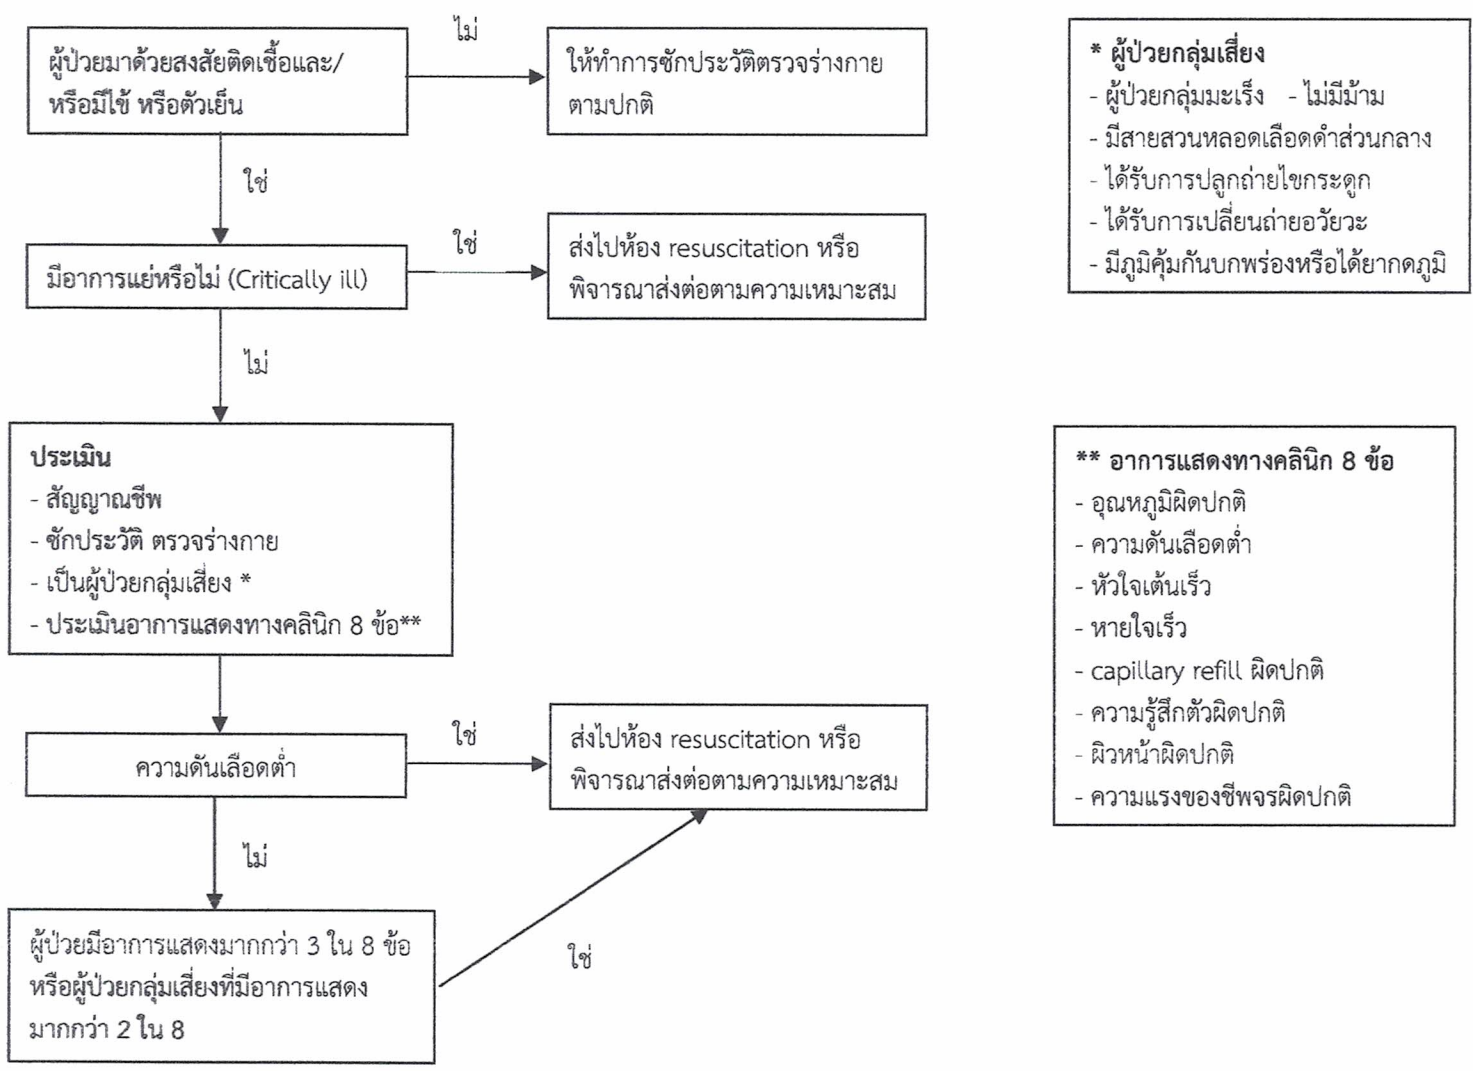 ผู้ป่วยมาด้วยสงสัยติดเชื้อและ/
หรือมีไข้ หรือตัวเย็น
ไม่
ให้ทำการซักประวัติตรวจร่างกาย
ตามปกติ
ใช่
มีอาการแย่หรือไม่ (Critically ill)
ใช่
ส่งไปห้อง resuscitation หรือ
พิจารณาส่งต่อตามความเหมาะสม
ไม่
ประเมิน
- สัญญาณชีพ
- ซักประวัติ ตรวจร่างกาย
- เป็นผู้ป่วยกลุ่มเสี่ยง *
- ประเมินอาการแสดงทางคลินิก 8 ข้อ**
ความดันเลือดต่ำ
ใช่
ส่งไปห้อง resuscitation หรือ
พิจารณาส่งต่อตามความเหมาะสม
ไม่
ผู้ป่วยมีอาการแสดงมากกว่า 3 ใน 8 ข้อ
หรือผู้ป่วยกลุ่มเสี่ยงที่มีอาการแสดง
มากกว่า 2 ใน 8
ใช่
* ผู้ป่วยกลุ่มเสี่ยง
- ผู้ป่วยกลุ่มมะเร็ง - ไม่มีม้าม
- มีสายสวนหลอดเลือดดำส่วนกลาง
- ได้รับการปลูกถ่ายไขกระดูก
- ได้รับการเปลี่ยนถ่ายอวัยวะ
- มีภูมิคุ้มกันบกพร่องหรือได้ยากดภูมิ
** อาการแสดงทางคลินิก 8 ข้อ
- อุณหภูมิผิดปกติ
- ความดันเลือดต่ำ
- หัวใจเต้นเร็ว
- หายใจเร็ว
- capillary refill ผิดปกติ
- ความรู้สึกตัวผิดปกติ
- ผิวหน้าผิดปกติ
- ความแรงของชีพจรผิดปกติ